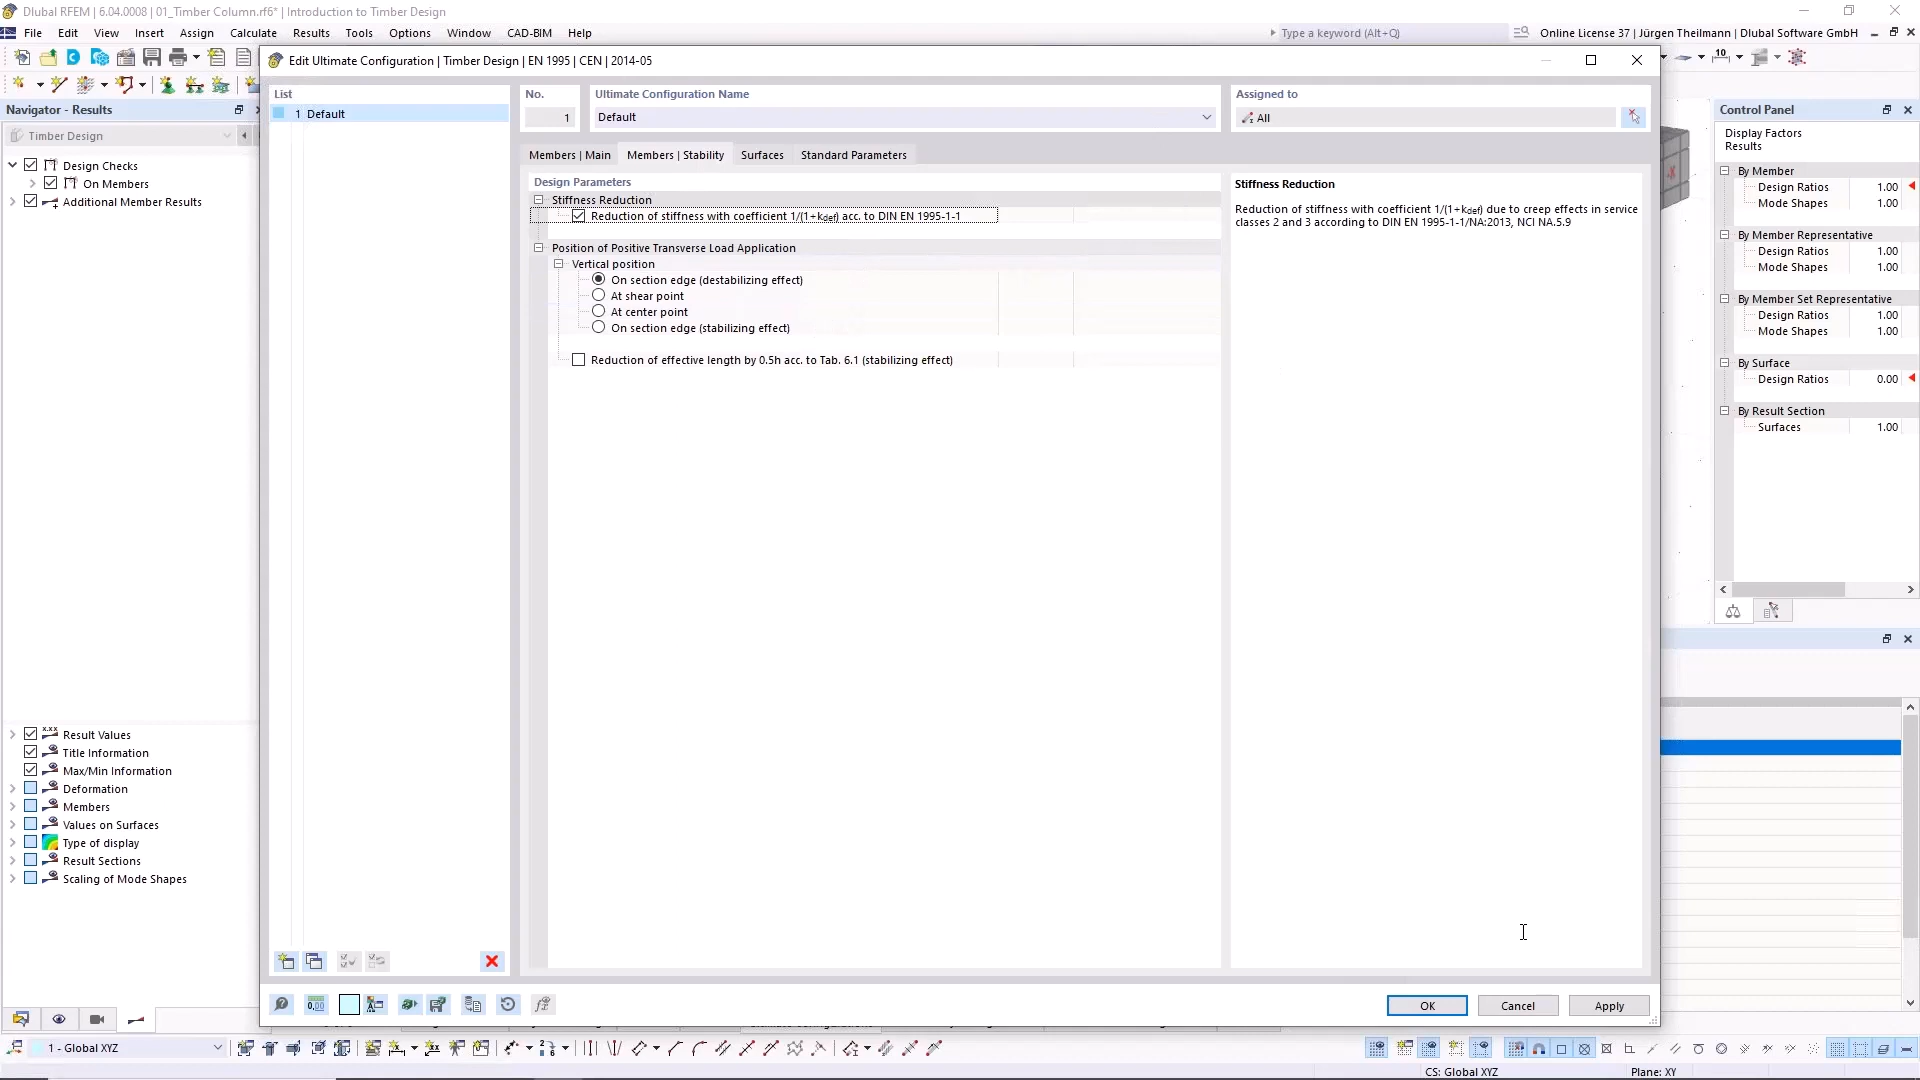 Dlubal RFEM | 6.04.0008 | 01_Timber Column.rf6* | Introduction to Timber Design
File Edit View Insert Assign Calculate Results Tools Options Window CAD-BIM Help
Type a keyword (Alt+Q)
Online License 37 | Jürgen Theilmann | Dlubal Software GmbH
10
Navigator - Results
Timber Design
Design Checks
On Members
Additional Member Results
Result Values
Title Information
Max/Min Information
Deformation
Members
Values on Surfaces
Type of display
Result Sections
Scaling of Mode Shapes
Edit Ultimate Configuration | Timber Design | EN 1995 | CEN | 2014-05
List
1 Default
No.
1
Ultimate Configuration Name
Default
Assigned to
All
Members | Main
Members | Stability
Surfaces
Standard Parameters
Design Parameters
Stiffness Reduction
Reduction of stiffness with coefficient 1/(1+kdef) acc. to DIN EN 1995-1-1
Position of Positive Transverse Load Application
Vertical position
On section edge (destabilizing effect)
At shear point
At center point
On section edge (stabilizing effect)
Reduction of effective length by 0.5h acc. to Tab. 6.1 (stabilizing effect)
Stiffness Reduction
Reduction of stiffness with coefficient 1/(1+kdef) due to creep effects in service
classes 2 and 3 according to DIN EN 1995-1-1/NA:2013, NCI NA.5.9
OK
Cancel
Apply
Control Panel
Display Factors
Results
By Member
Design Ratios 1.00
Mode Shapes 1.00
By Member Representative
Design Ratios 1.00
Mode Shapes 1.00
By Member Set Representative
Design Ratios 1.00
Mode Shapes 1.00
By Surface
Design Ratios 0.00
By Result Section
Surfaces 1.00
1 - Global XYZ
CS: Global XYZ
Plane: XY